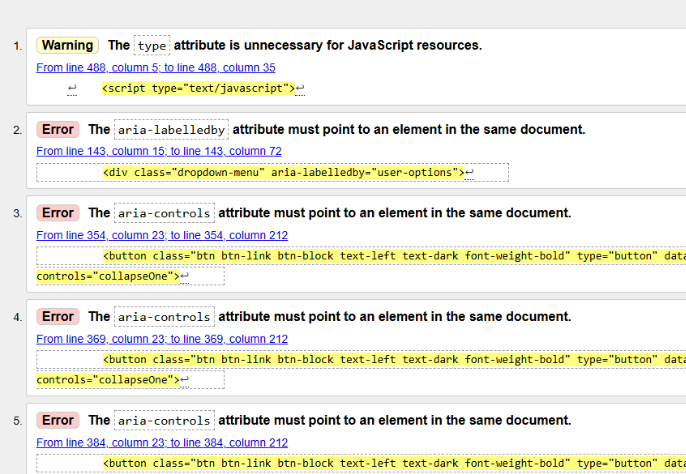 1. Warning The type attribute is unnecessary for JavaScript resources.
From line 488, column 5; to line 488, column 35
↩ <script type="text/javascript">↩
2. Error The aria-labelledby attribute must point to an element in the same document.
From line 143, column 15; to line 143, column 72
<div class="dropdown-menu" aria-labelledby="user-options">↩
3. Error The aria-controls attribute must point to an element in the same document.
From line 354, column 23; to line 354, column 212
<button class="btn btn-link btn-block text-left text-dark font-weight-bold" type="button" data
controls="collapseOne">↩
4. Error The aria-controls attribute must point to an element in the same document.
From line 369, column 23; to line 369, column 212
<button class="btn btn-link btn-block text-left text-dark font-weight-bold" type="button" data
controls="collapseOne">↩
5. Error The aria-controls attribute must point to an element in the same document.
From line 384, column 23; to line 384, column 212
<button class="btn btn-link btn-block text-left text-dark font-weight-bold" type="button" data